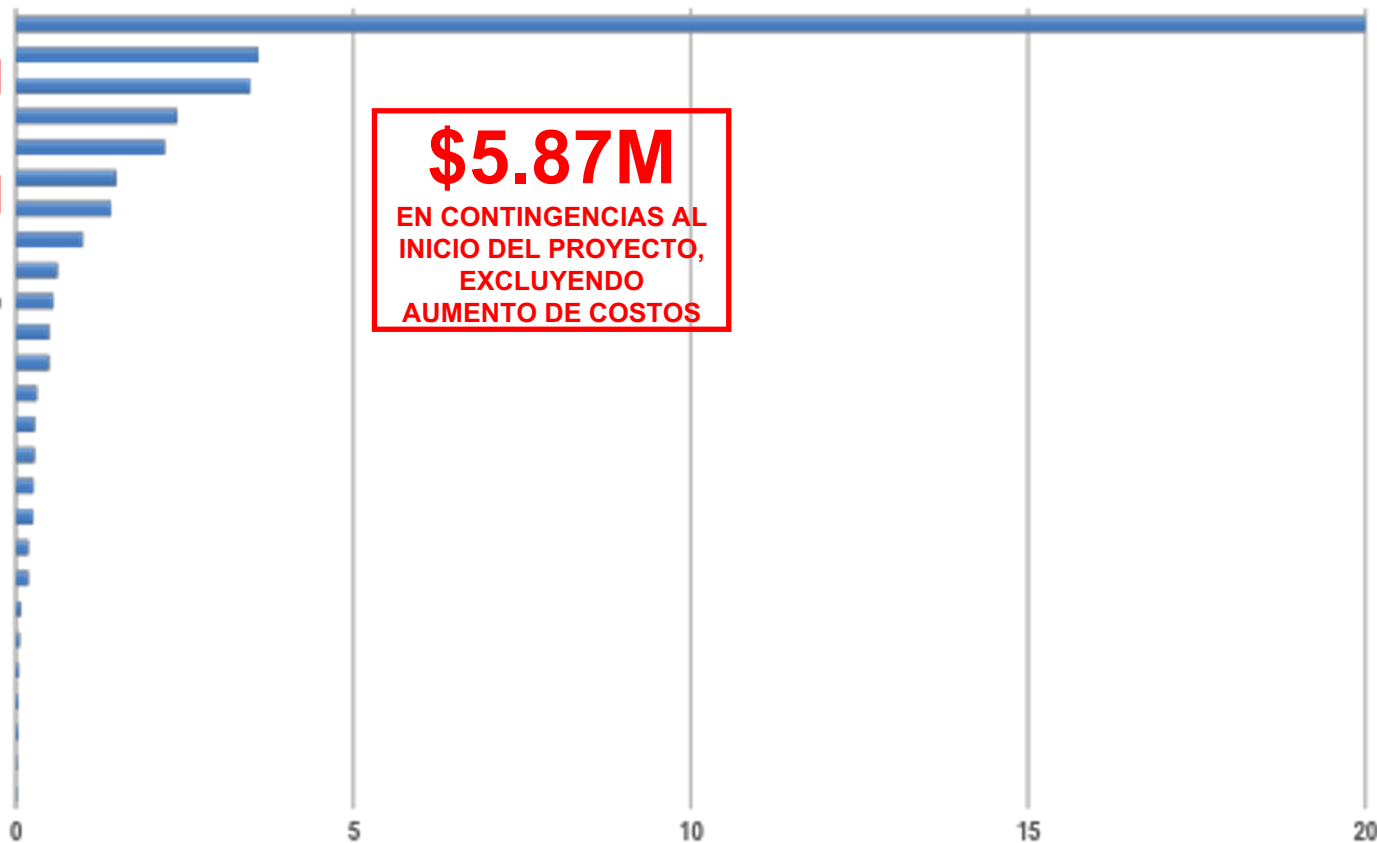 $5.87M
EN CONTINGENCIAS AL
INICIO DEL PROYECTO,
EXCLUYENDO
AUMENTO DE COSTOS
0 5 10 15 20